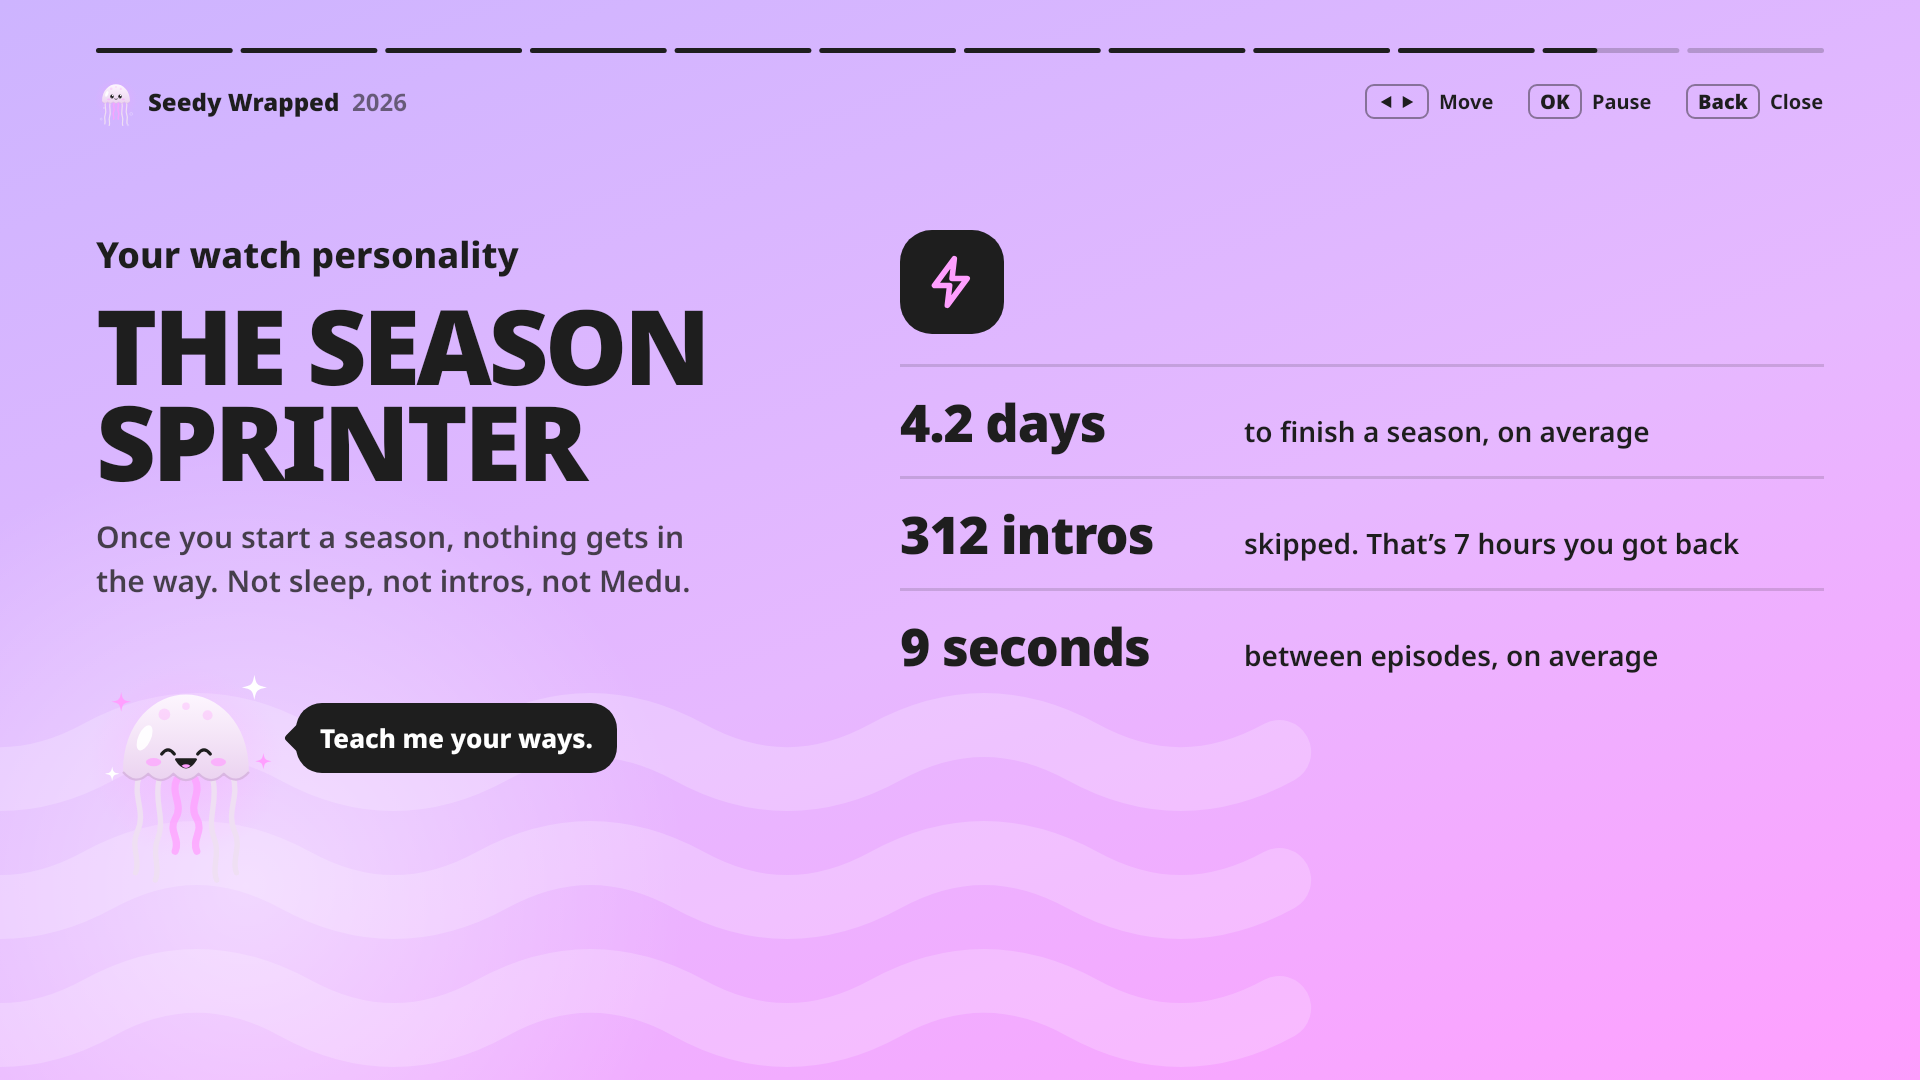 Seedy Wrapped 2026
Move
OK Pause
Back Close
Your watch personality
THE SEASON
SPRINTER
Once you start a season, nothing gets in
the way. Not sleep, not intros, not Medu.
Teach me your ways.
4.2 days to finish a season, on average
312 intros skipped. That’s 7 hours you got back
9 seconds between episodes, on average